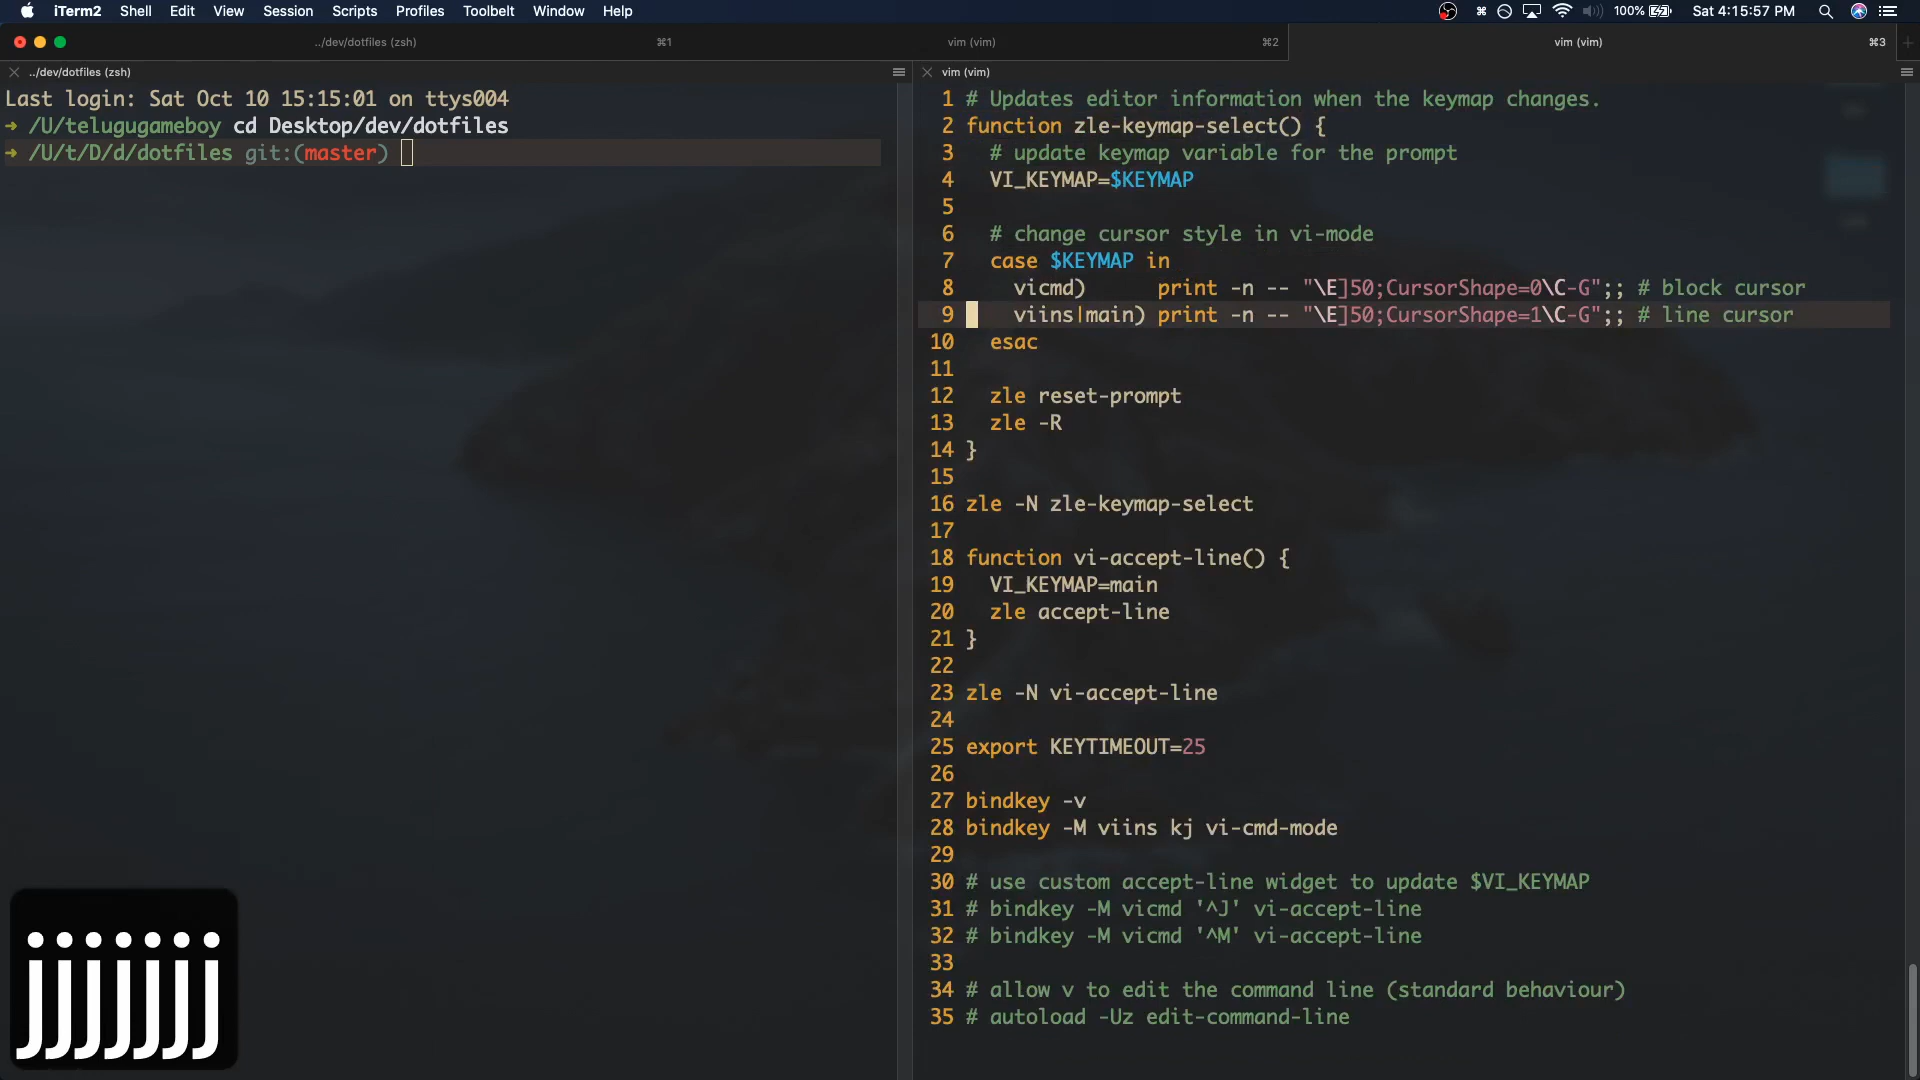 iTerm2 Shell Edit View Session Scripts Profiles Toolbelt Window Help 100% Sat 4:15:57 PM
../dev/dotfiles (zsh) ⌘1 vim (vim) ⌘2 vim (vim) ⌘3
../dev/dotfiles (zsh)
Last login: Sat Oct 10 15:15:01 on ttys004
→ /U/telugugameboy cd Desktop/dev/dotfiles
→ /U/t/D/d/dotfiles git:(master)
vim (vim)
1 # Updates editor information when the keymap changes.
2 function zle-keymap-select() {
3   # update keymap variable for the prompt
4   VI_KEYMAP=$KEYMAP
5
6   # change cursor style in vi-mode
7   case $KEYMAP in
8     vicmd)      print -n -- "\E]50;CursorShape=0\C-G";; # block cursor
9     viins|main) print -n -- "\E]50;CursorShape=1\C-G";; # line cursor
10   esac
11
12   zle reset-prompt
13   zle -R
14 }
15
16 zle -N zle-keymap-select
17
18 function vi-accept-line() {
19   VI_KEYMAP=main
20   zle accept-line
21 }
22
23 zle -N vi-accept-line
24
25 export KEYTIMEOUT=25
26
27 bindkey -v
28 bindkey -M viins kj vi-cmd-mode
29
30 # use custom accept-line widget to update $VI_KEYMAP
31 # bindkey -M vicmd '^J' vi-accept-line
32 # bindkey -M vicmd '^M' vi-accept-line
33
34 # allow v to edit the command line (standard behaviour)
35 # autoload -Uz edit-command-line
jjjjjjj